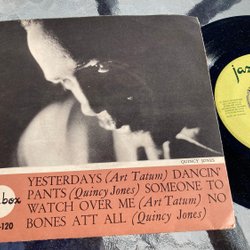 QUINCY JONES
YESTERDAYS (Art Tatum) DANCIN'
PANTS (Quincy Jones) SOMEONE TO
WATCH OVER ME (Art Tatum) NO
BONES ATT ALL (Quincy Jones)
box
-120
jaz